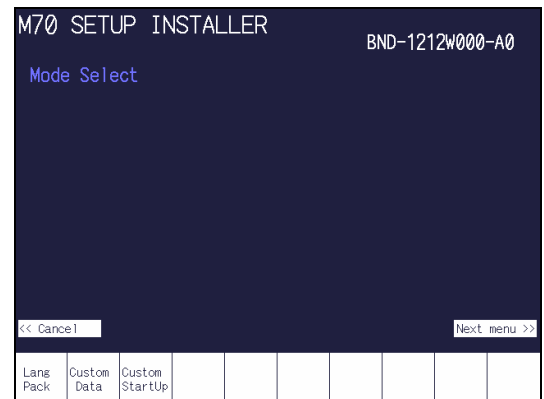 M70 SETUP INSTALLER
BND-1212W000-A0
Mode Select
<< Cancel
Next menu >>
Lang Pack
Custom Data
Custom StartUp